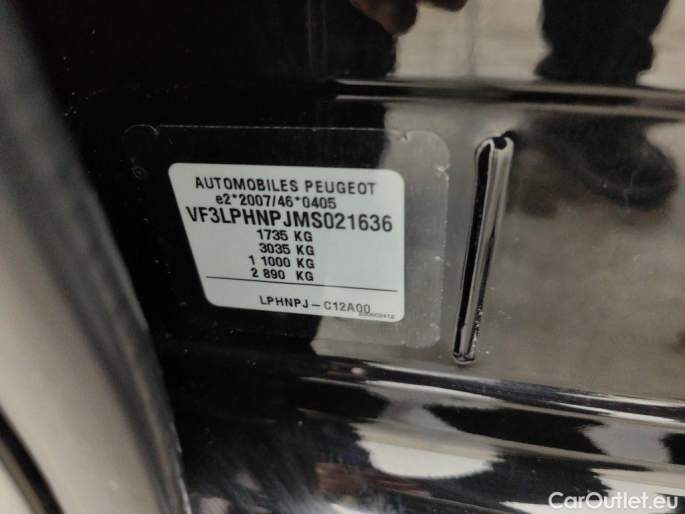 AUTOMOBILES PEUGEOT
e2*2007/46*0405
VF3LPHNPJMS021636
1735 KG
3035 KG
1 1000 KG
2 890 KG
LPHNPJ-C12A00
CarOutlet.eu